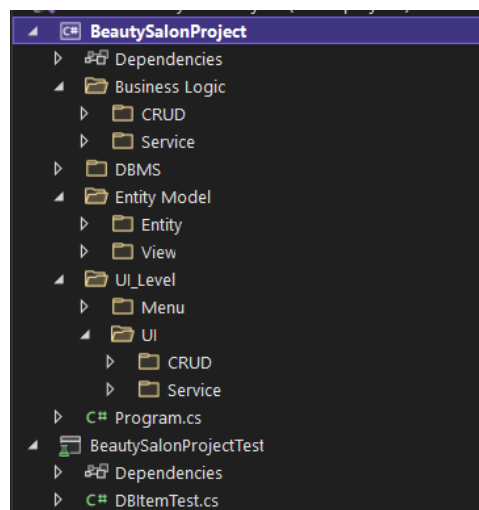 BeautySalonProject
Dependencies
Business Logic
CRUD
Service
DBMS
Entity Model
Entity
View
UI_Level
Menu
UI
CRUD
Service
C# Program.cs
BeautySalonProjectTest
Dependencies
C# DBItemTest.cs